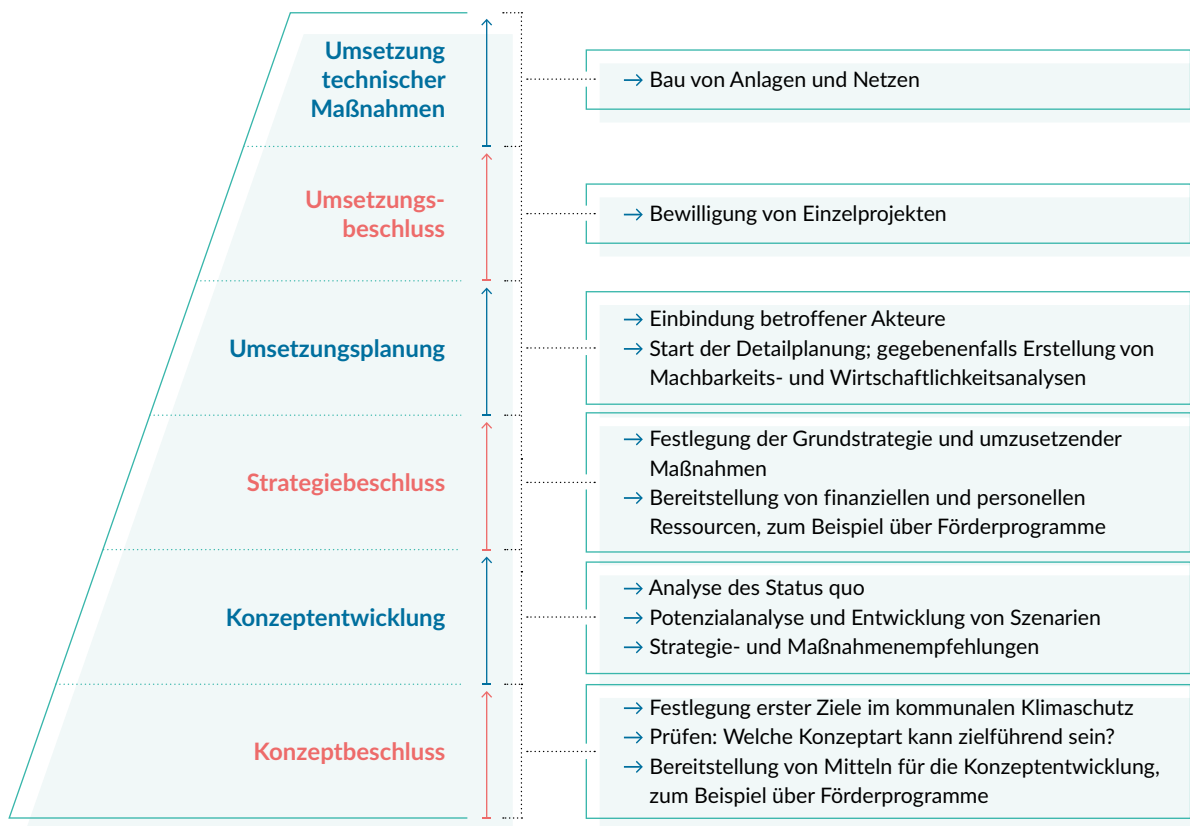 Umsetzung
technischer
Maßnahmen
→ Bau von Anlagen und Netzen
Umsetzungs-
beschluss
→ Bewilligung von Einzelprojekten
Umsetzungsplanung
→ Einbindung betroffener Akteure
→ Start der Detailplanung; gegebenenfalls Erstellung von
Machbarkeits- und Wirtschaftlichkeitsanalysen
Strategiebeschluss
→ Festlegung der Grundstrategie und umzusetzender
Maßnahmen
→ Bereitstellung von finanziellen und personellen
Ressourcen, zum Beispiel über Förderprogramme
Konzeptentwicklung
→ Analyse des Status quo
→ Potenzialanalyse und Entwicklung von Szenarien
→ Strategie- und Maßnahmenempfehlungen
Konzeptbeschluss
→ Festlegung erster Ziele im kommunalen Klimaschutz
→ Prüfen: Welche Konzeptart kann zielführend sein?
→ Bereitstellung von Mitteln für die Konzeptentwicklung,
zum Beispiel über Förderprogramme